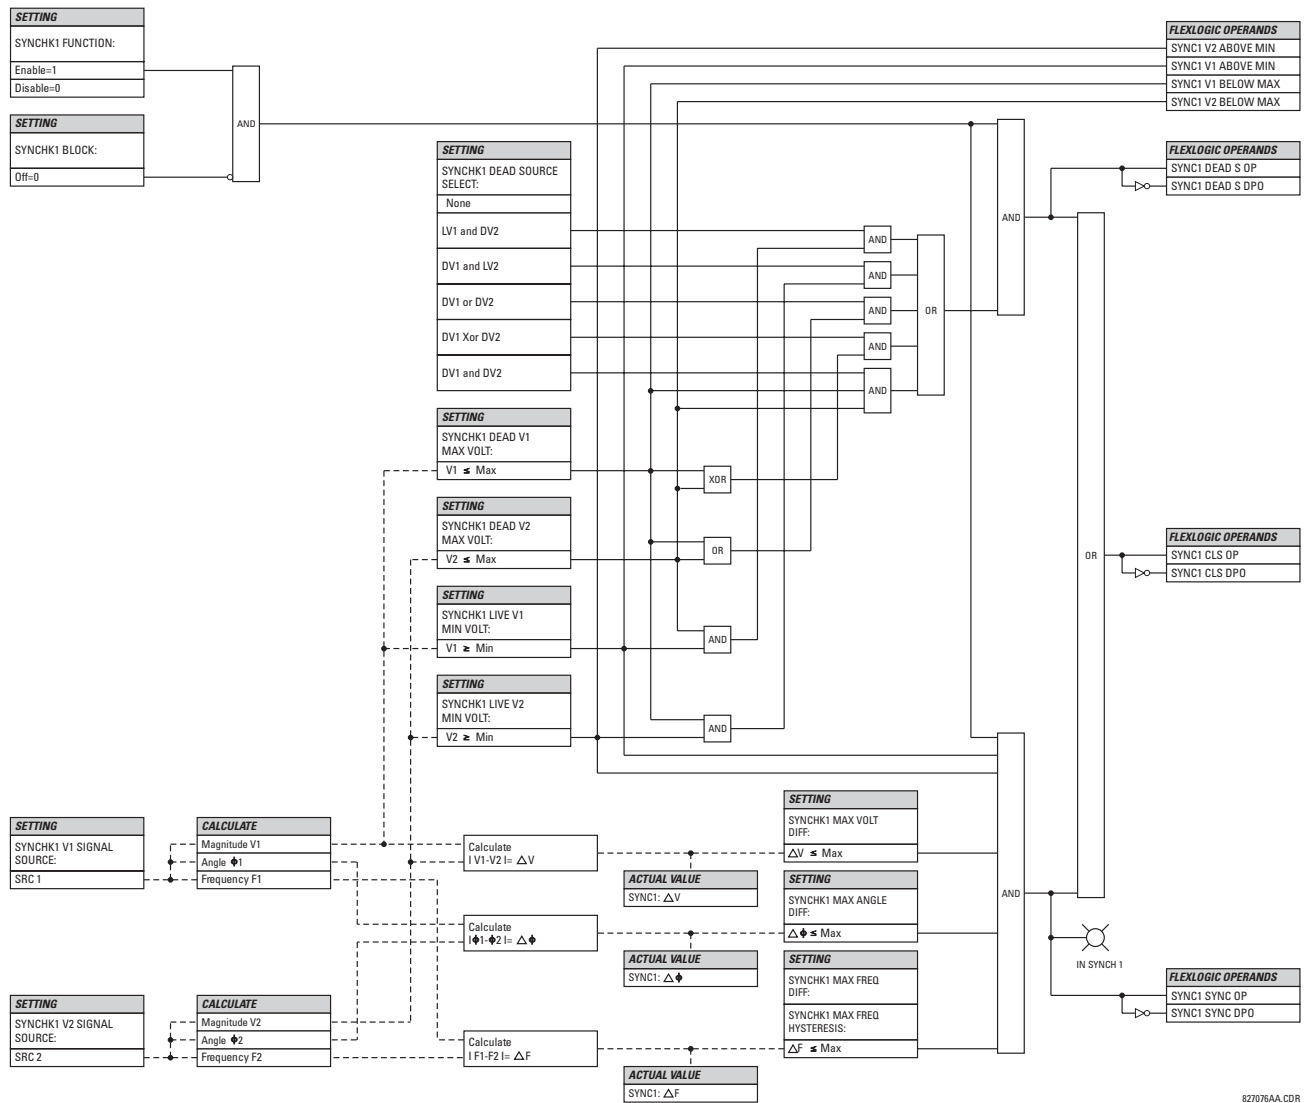 SETTING
SYNCHK1 FUNCTION:
Enable=1
Disable=0
SETTING
SYNCHK1 BLOCK:
Off=0
AND
SETTING
SYNCHK1 DEAD SOURCE
SELECT:
None
LV1 and DV2
DV1 and LV2
DV1 or DV2
DV1 Xor DV2
DV1 and DV2
AND
AND
AND
AND
AND
OR
AND
SETTING
SYNCHK1 DEAD V1
MAX VOLT:
V1 ≤ Max
SETTING
SYNCHK1 DEAD V2
MAX VOLT:
V2 ≤ Max
SETTING
SYNCHK1 LIVE V1
MIN VOLT:
V1 ≥ Min
SETTING
SYNCHK1 LIVE V2
MIN VOLT:
V2 ≥ Min
XOR
OR
AND
AND
FLEXLOGIC OPERANDS
SYNC1 V2 ABOVE MIN
SYNC1 V1 ABOVE MIN
SYNC1 V1 BELOW MAX
SYNC1 V2 BELOW MAX
FLEXLOGIC OPERANDS
SYNC1 DEAD S OP
SYNC1 DEAD S DPO
OR
FLEXLOGIC OPERANDS
SYNC1 CLS OP
SYNC1 CLS DPO
SETTING
SYNCHK1 V1 SIGNAL
SOURCE:
SRC 1
CALCULATE
Magnitude V1
Angle Φ1
Frequency F1
SETTING
SYNCHK1 V2 SIGNAL
SOURCE:
SRC 2
CALCULATE
Magnitude V2
Angle Φ2
Frequency F2
Calculate
I V1-V2 I= △V
Calculate
IΦ1-Φ2 I= △Φ
Calculate
I F1-F2 I= △F
ACTUAL VALUE
SYNC1: △V
ACTUAL VALUE
SYNC1: △Φ
ACTUAL VALUE
SYNC1: △F
SETTING
SYNCHK1 MAX VOLT
DIFF:
△V ≤ Max
SETTING
SYNCHK1 MAX ANGLE
DIFF:
△Φ ≤ Max
SETTING
SYNCHK1 MAX FREQ
DIFF:
SYNCHK1 MAX FREQ
HYSTERESIS:
△F ≤ Max
AND
IN SYNCH 1
FLEXLOGIC OPERANDS
SYNC1 SYNC OP
SYNC1 SYNC DPO
827076AA.CDR